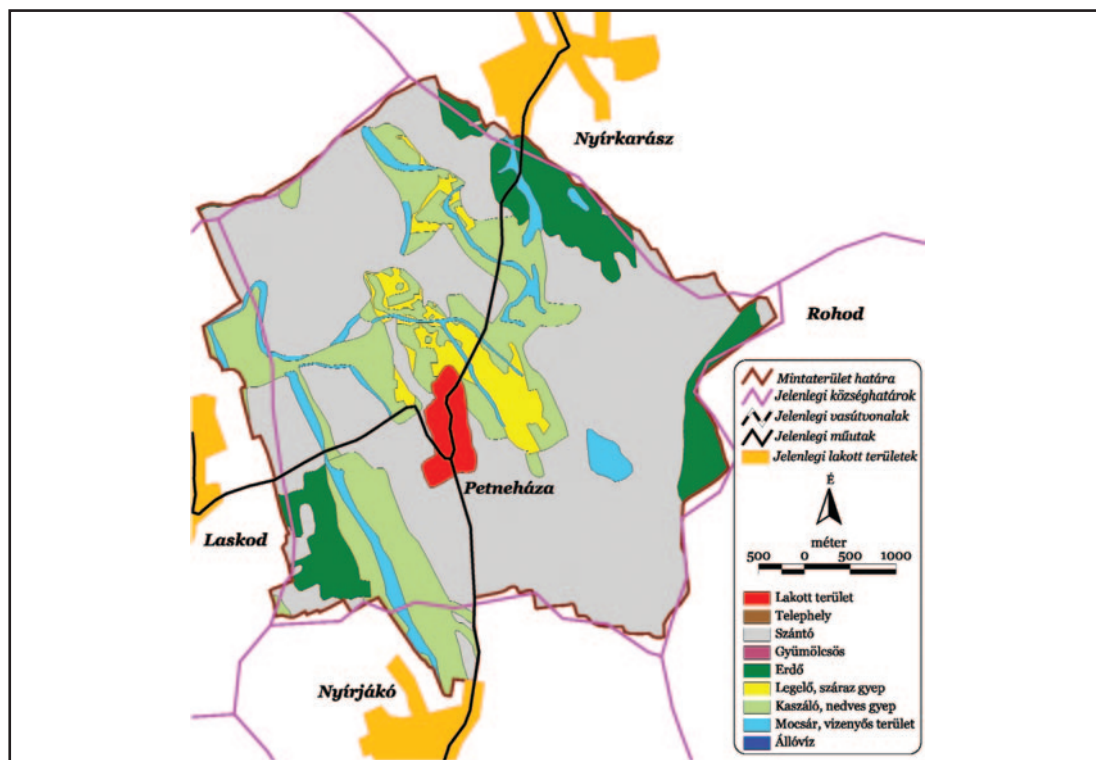 Nyírkarász
Rohod
Petneháza
Laskod
Nyírjákó
Mintaterület határa
Jelenlegi községhatárok
Jelenlegi vasútvonalak
Jelenlegi műutak
Jelenlegi lakott területek
É
méter
500 0 500 1000
Lakott terület
Telephely
Szántó
Gyümölcsös
Erdő
Legelő, száraz gyep
Kaszáló, nedves gyep
Mocsár, vizenyős terület
Állóvíz